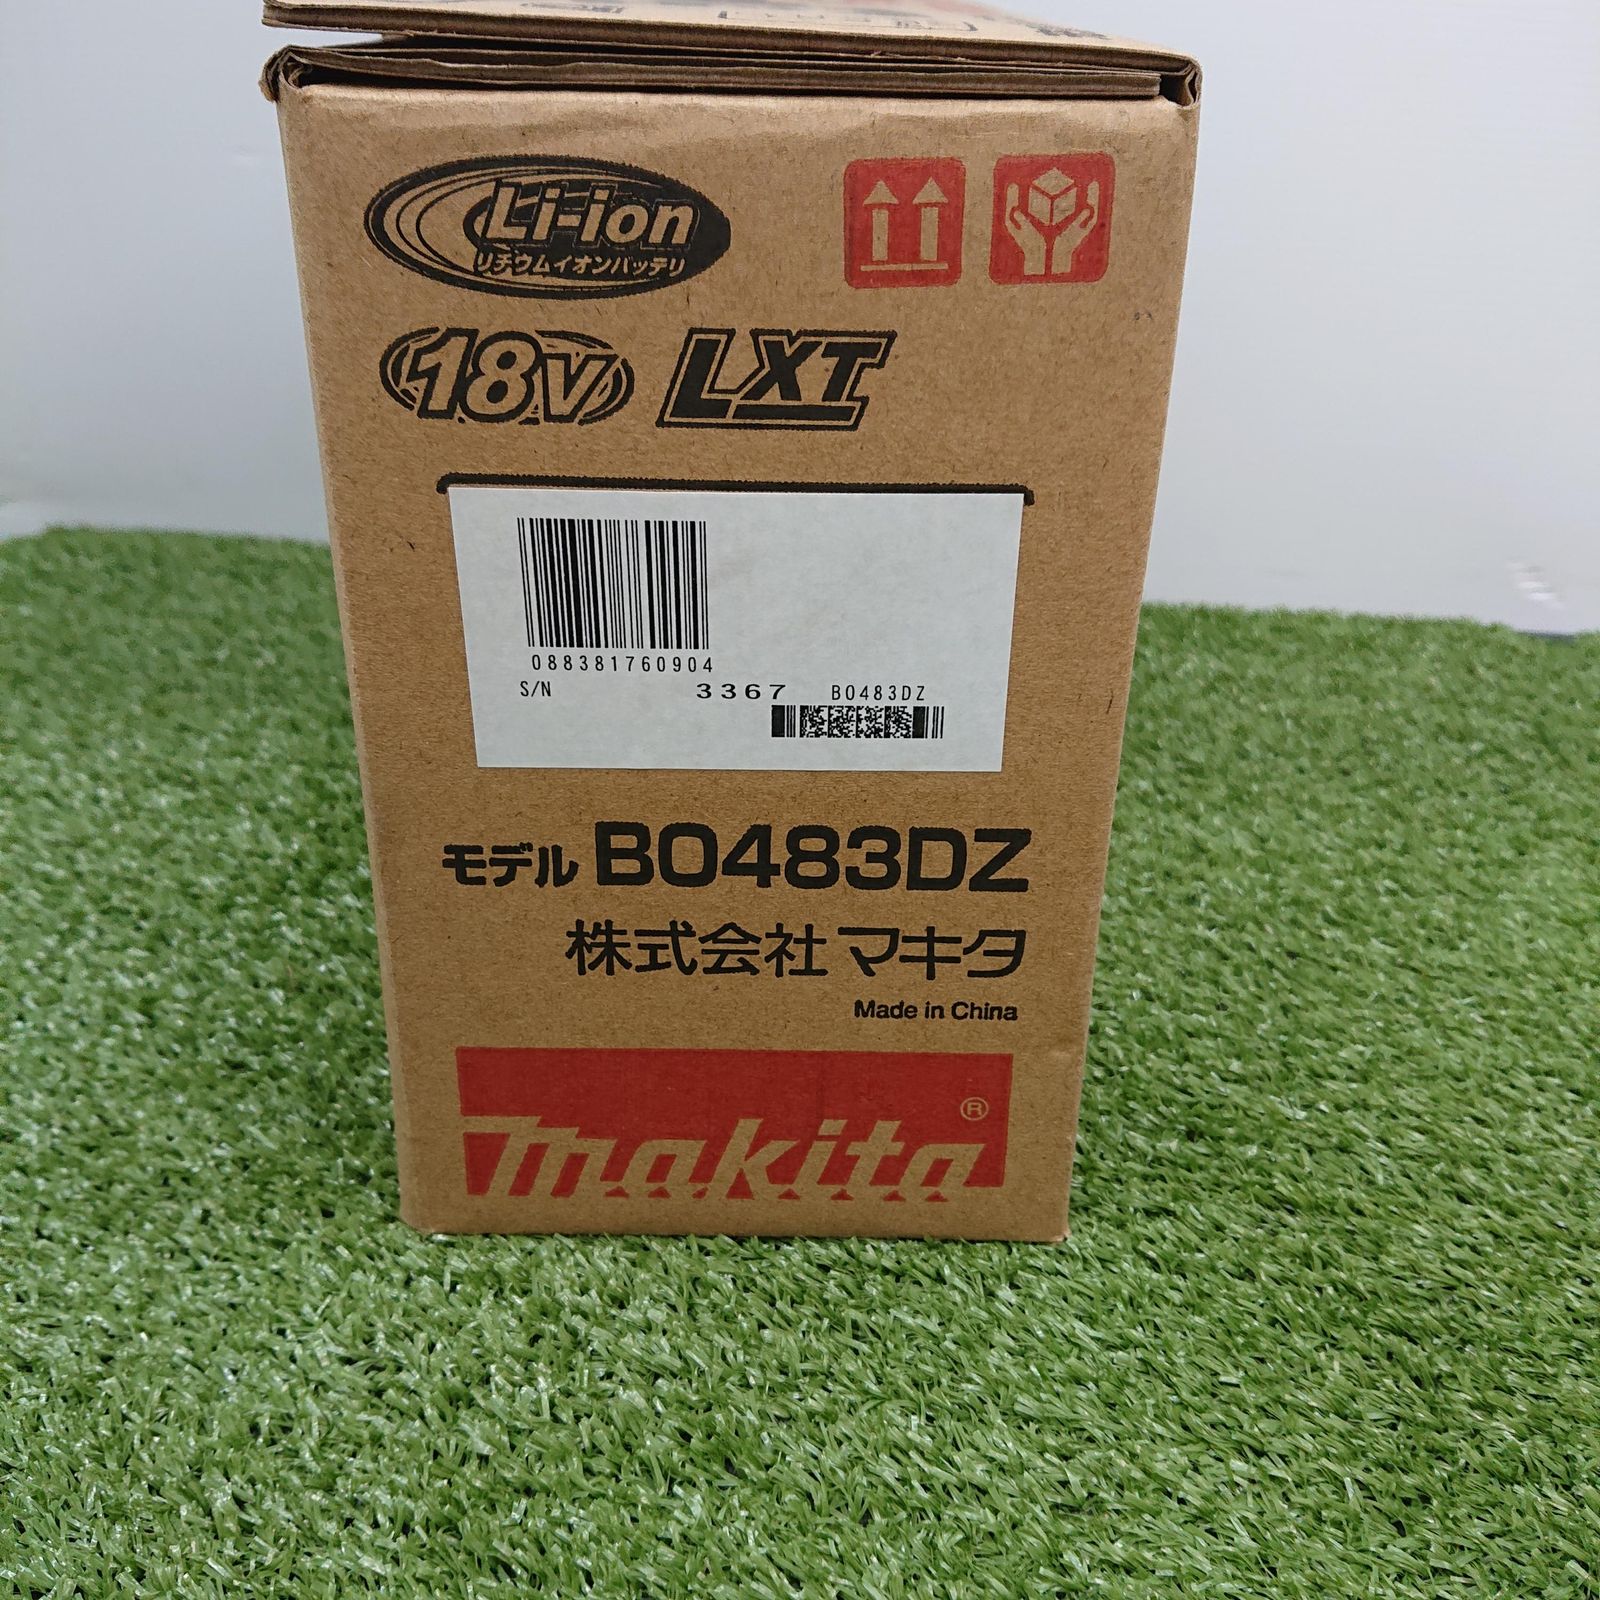 Li-ion
リチウムイオンバッテリ
18V LXT
088381760904
S/N 3367 BO483DZ
モデル BO483DZ
株式会社マキタ
Made in China
makita®